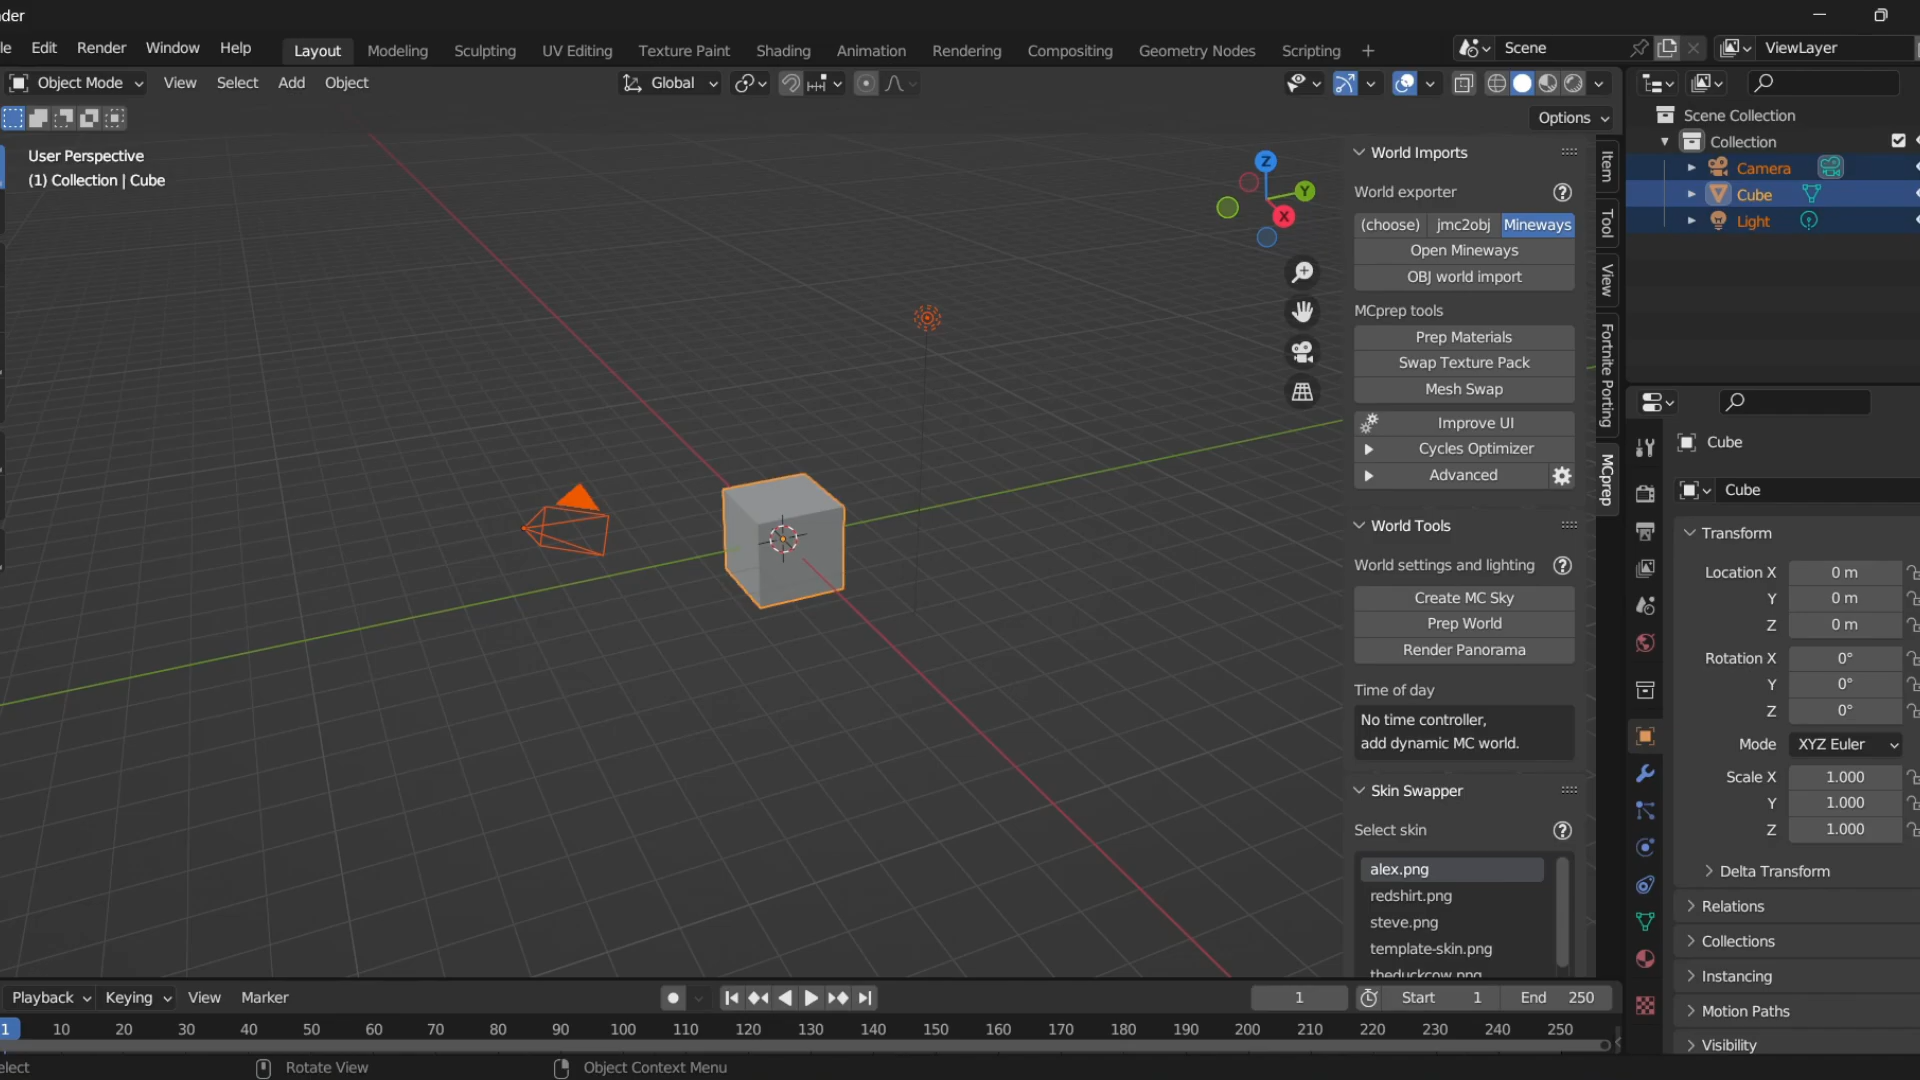 der
le Edit Render Window Help Layout Modeling Sculpting UV Editing Texture Paint Shading Animation Rendering Compositing Geometry Nodes Scripting + Scene ViewLayer
Object Mode View Select Add Object Global
Options
User Perspective
(1) Collection | Cube
Z
Y
X
World Imports
World exporter ?
(choose) jmc2obj Mineways
Open Mineways
OBJ world import
MCprep tools
Prep Materials
Swap Texture Pack
Mesh Swap
Improve UI
Cycles Optimizer
Advanced
World Tools
World settings and lighting ?
Create MC Sky
Prep World
Render Panorama
Time of day
No time controller,
add dynamic MC world.
Skin Swapper
Select skin ?
alex.png
redshirt.png
steve.png
template-skin.png
theduckcow.png
Item
Tool
View
Fortnite Porting
MCprep
Scene Collection
Collection
Camera
Cube
Light
Cube
Cube
Transform
Location X 0 m
Y 0 m
Z 0 m
Rotation X 0°
Y 0°
Z 0°
Mode XYZ Euler
Scale X 1.000
Y 1.000
Z 1.000
Delta Transform
Relations
Collections
Instancing
Motion Paths
Visibility
Playback Keying View Marker 1 Start 1 End 250
1 10 20 30 40 50 60 70 80 90 100 110 120 130 140 150 160 170 180 190 200 210 220 230 240 250
elect Rotate View Object Context Menu